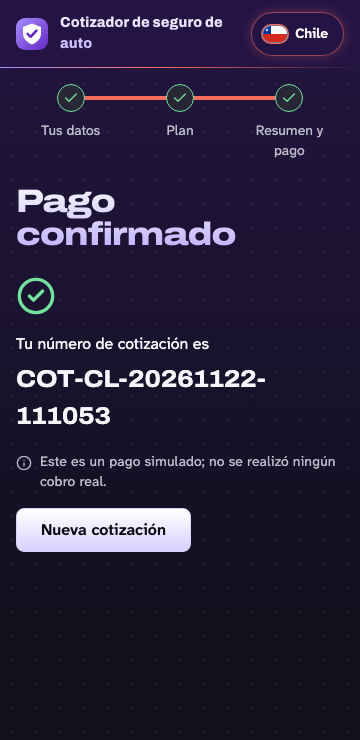 Cotizador de seguro de
auto
Chile
Tus datos
Plan
Resumen y
pago
Pago
confirmado
Tu número de cotización es
COT-CL-20261122-
111053
Este es un pago simulado; no se realizó ningún
cobro real.
Nueva cotización